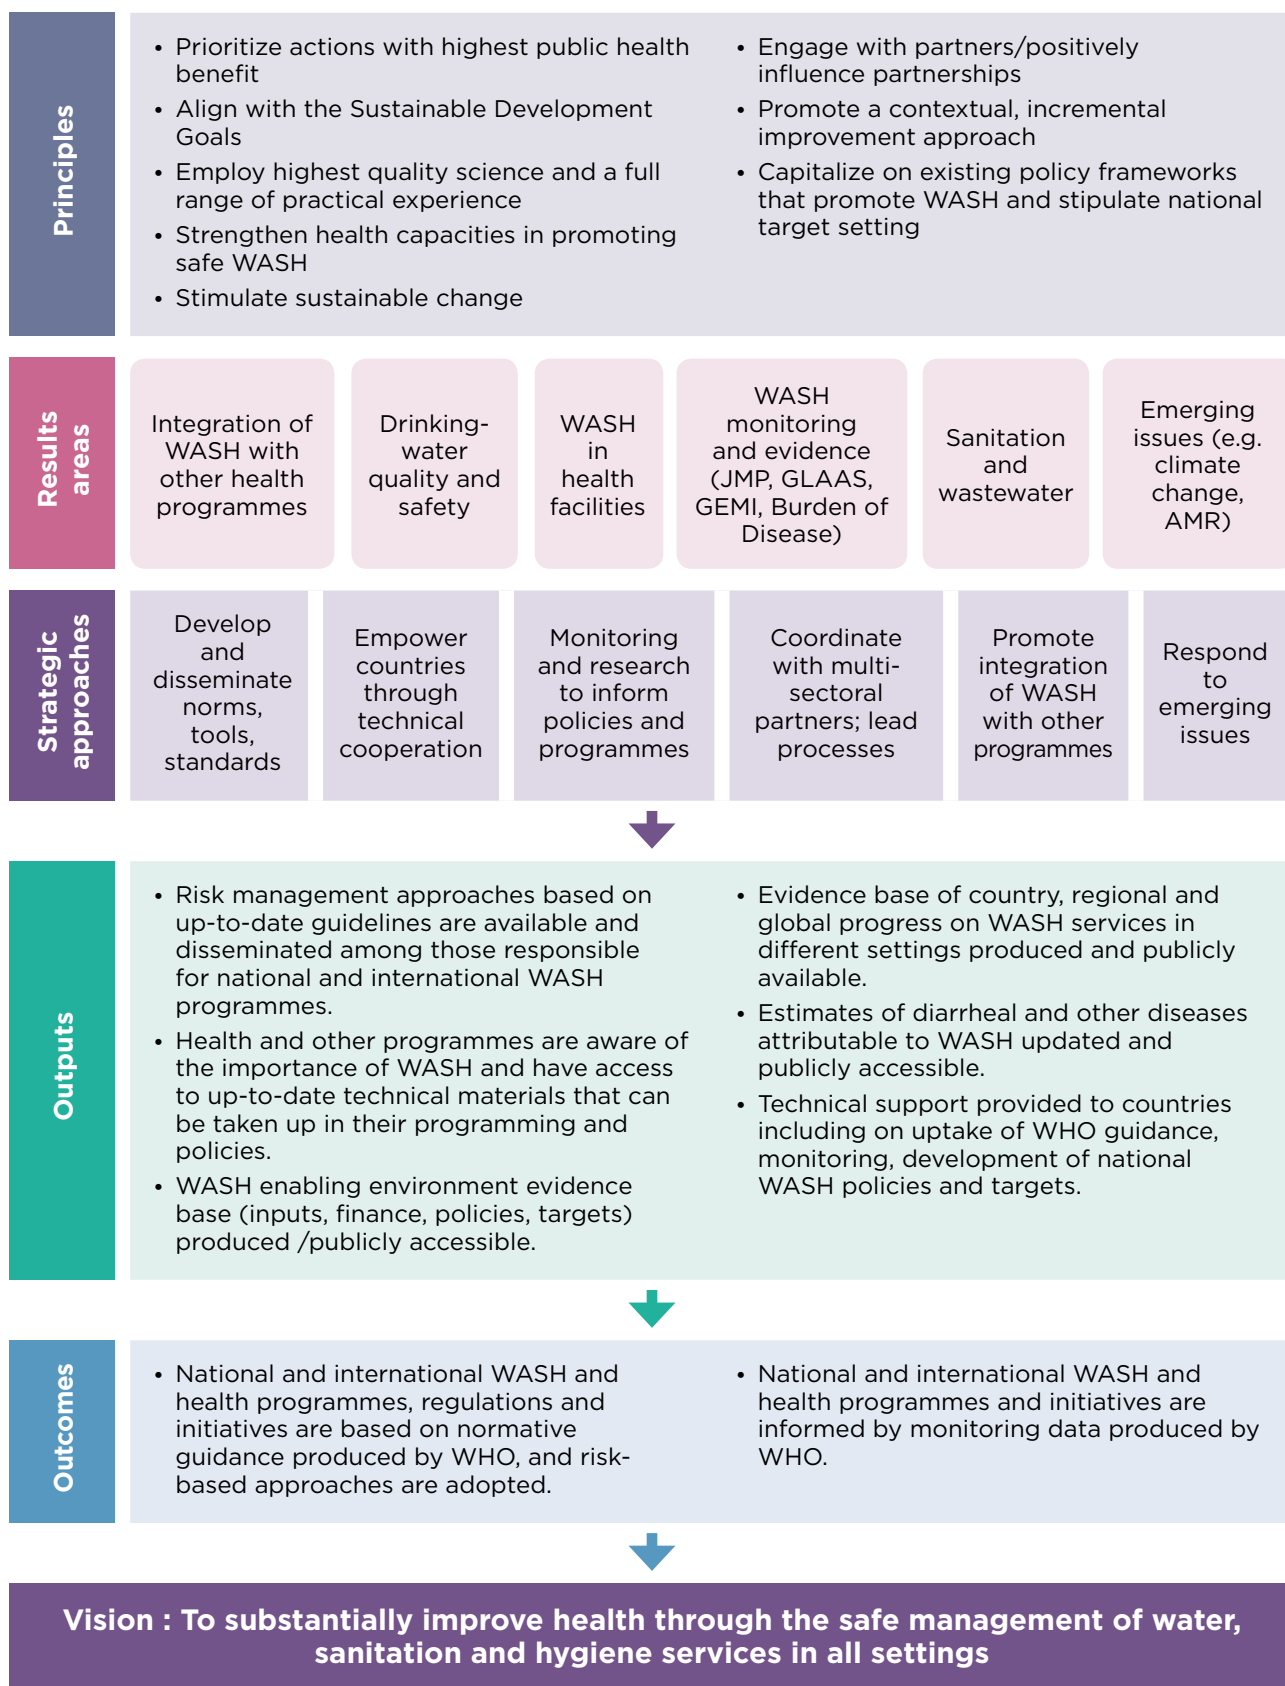 Principles
• Prioritize actions with highest public health
benefit
• Align with the Sustainable Development
Goals
• Employ highest quality science and a full
range of practical experience
• Strengthen health capacities in promoting
safe WASH
• Stimulate sustainable change
• Engage with partners/positively
influence partnerships
• Promote a contextual, incremental
improvement approach
• Capitalize on existing policy frameworks
that promote WASH and stipulate national
target setting
Results
areas
Integration of
WASH with
other health
programmes
Drinking-
water
quality and
safety
WASH
in
health
facilities
WASH
monitoring
and evidence
(JMP, GLAAS,
GEMI, Burden of
Disease)
Sanitation
and
wastewater
Emerging
issues (e.g.
climate
change,
AMR)
Strategic
approaches
Develop
and
disseminate
norms,
tools,
standards
Empower
countries
through
technical
cooperation
Monitoring
and research
to inform
policies and
programmes
Coordinate
with multi-
sectoral
partners; lead
processes
Promote
integration
of WASH
with other
programmes
Respond
to
emerging
issues
Outputs
• Risk management approaches based on
up-to-date guidelines are available and
disseminated among those responsible
for national and international WASH
programmes.
• Health and other programmes are aware of
the importance of WASH and have access
to up-to-date technical materials that can
be taken up in their programming and
policies.
• WASH enabling environment evidence
base (inputs, finance, policies, targets)
produced /publicly accessible.
• Evidence base of country, regional and
global progress on WASH services in
different settings produced and publicly
available.
• Estimates of diarrheal and other diseases
attributable to WASH updated and
publicly accessible.
• Technical support provided to countries
including on uptake of WHO guidance,
monitoring, development of national
WASH policies and targets.
Outcomes
• National and international WASH and
health programmes, regulations and
initiatives are based on normative
guidance produced by WHO, and risk-
based approaches are adopted.
• National and international WASH and
health programmes and initiatives are
informed by monitoring data produced by
WHO.
Vision : To substantially improve health through the safe management of water,
sanitation and hygiene services in all settings